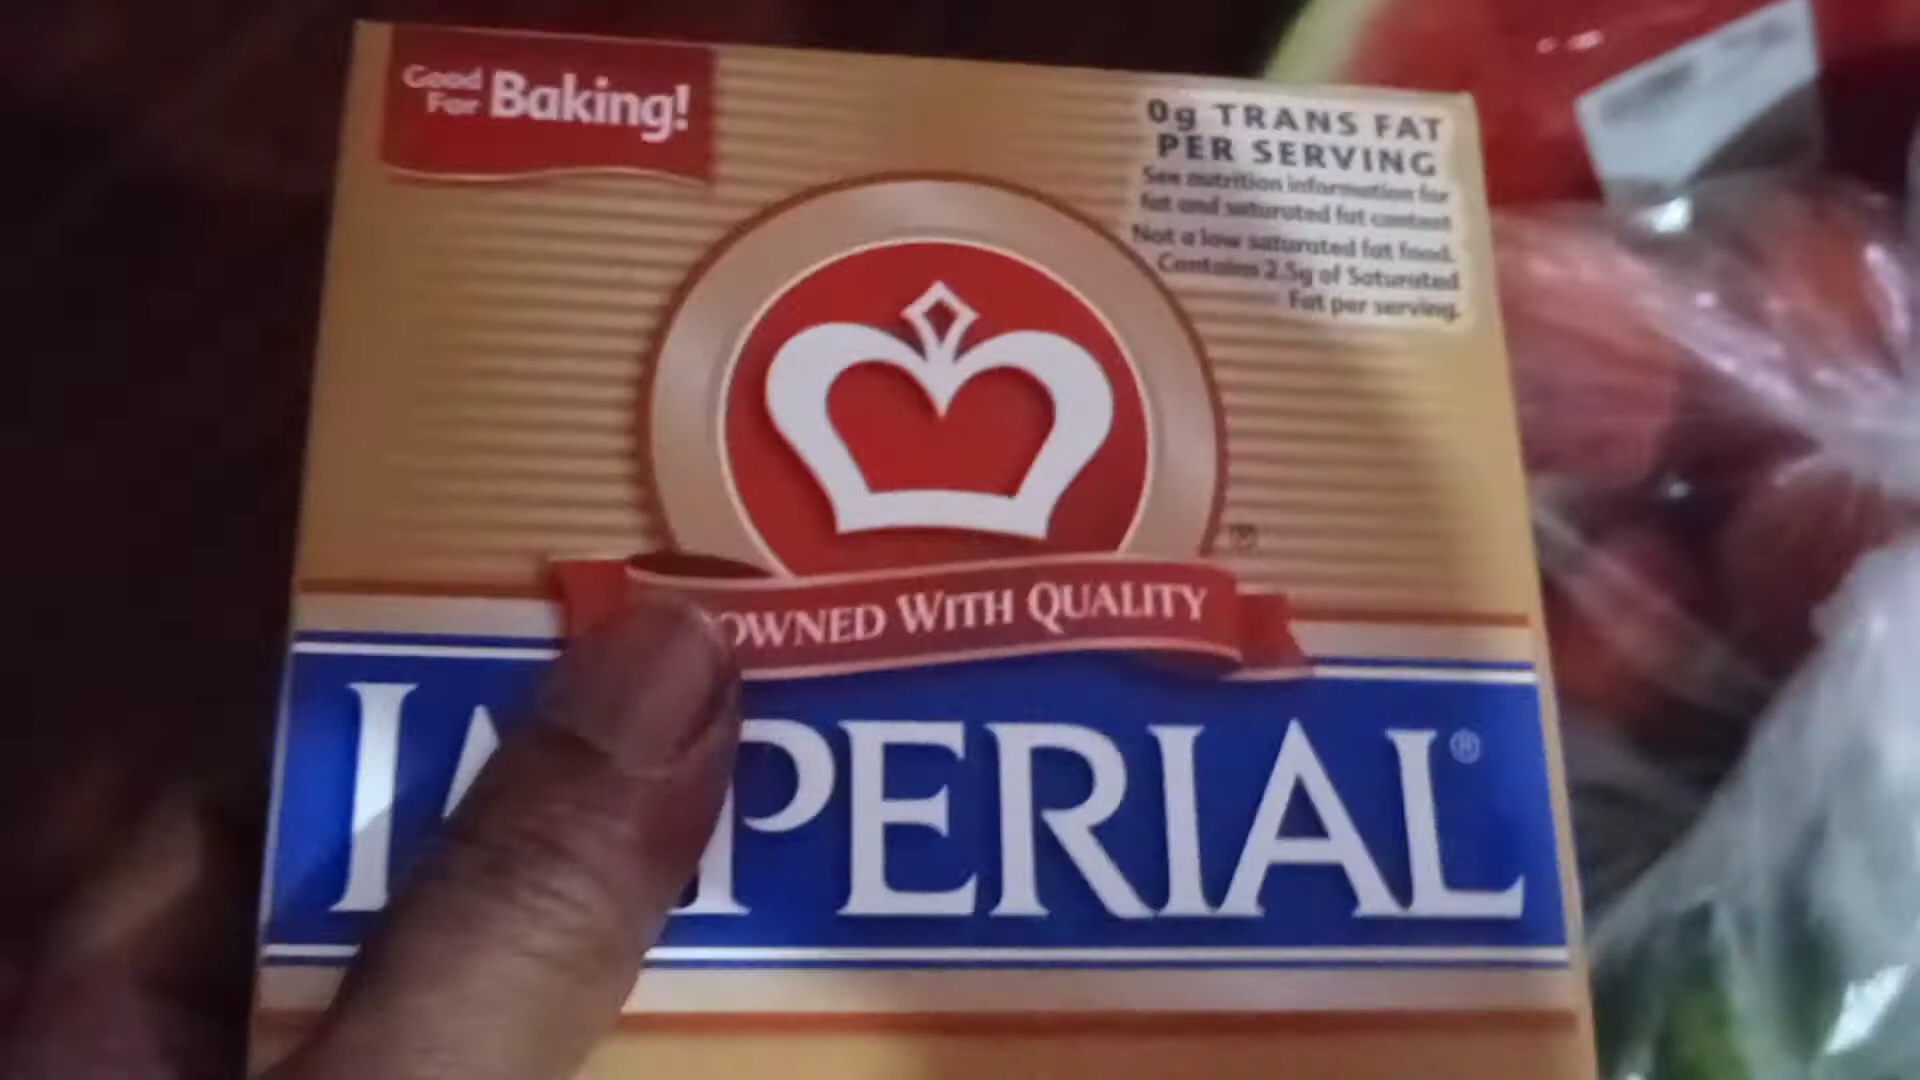 Good
For Baking!
0g TRANS FAT
PER SERVING
See nutrition information for
fat and saturated fat content
Not a low saturated fat food.
Contains 2.5g of Saturated
Fat per serving.
OWNED WITH QUALITY
I PERIAL®